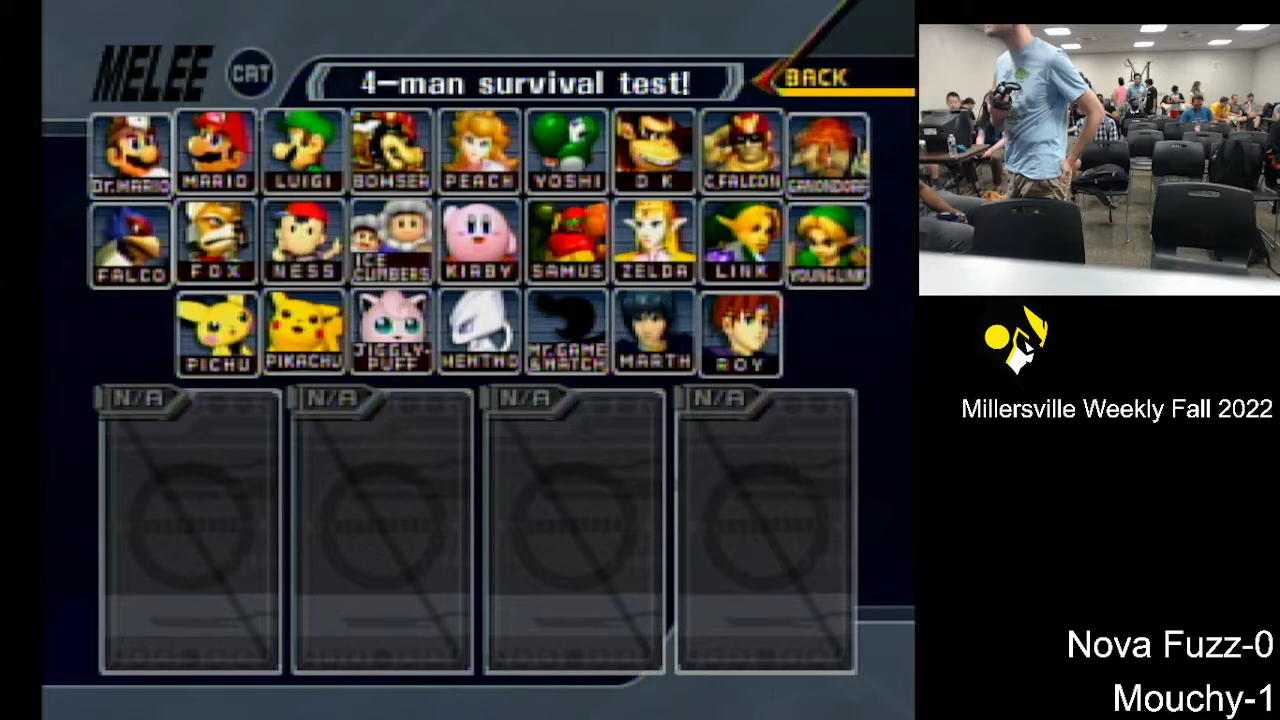 MELEE
CAT
4-man survival test!
BACK
Dr.MARIO
MARIO
LUIGI
BOWSER
PEACH
YOSHI
D K
C.FALCON
GANONDORF
FALCO
FOX
NESS
ICE
CLIMBERS
KIRBY
SAMUS
ZELDA
LINK
YOUNG LINK
PICHU
PIKACHU
JIGGLY-
PUFF
MEWTWO
Mr.GAME
&WATCH
MARTH
ROY
N/A
N/A
N/A
N/A
Millersville Weekly Fall 2022
Nova Fuzz-0
Mouchy-1